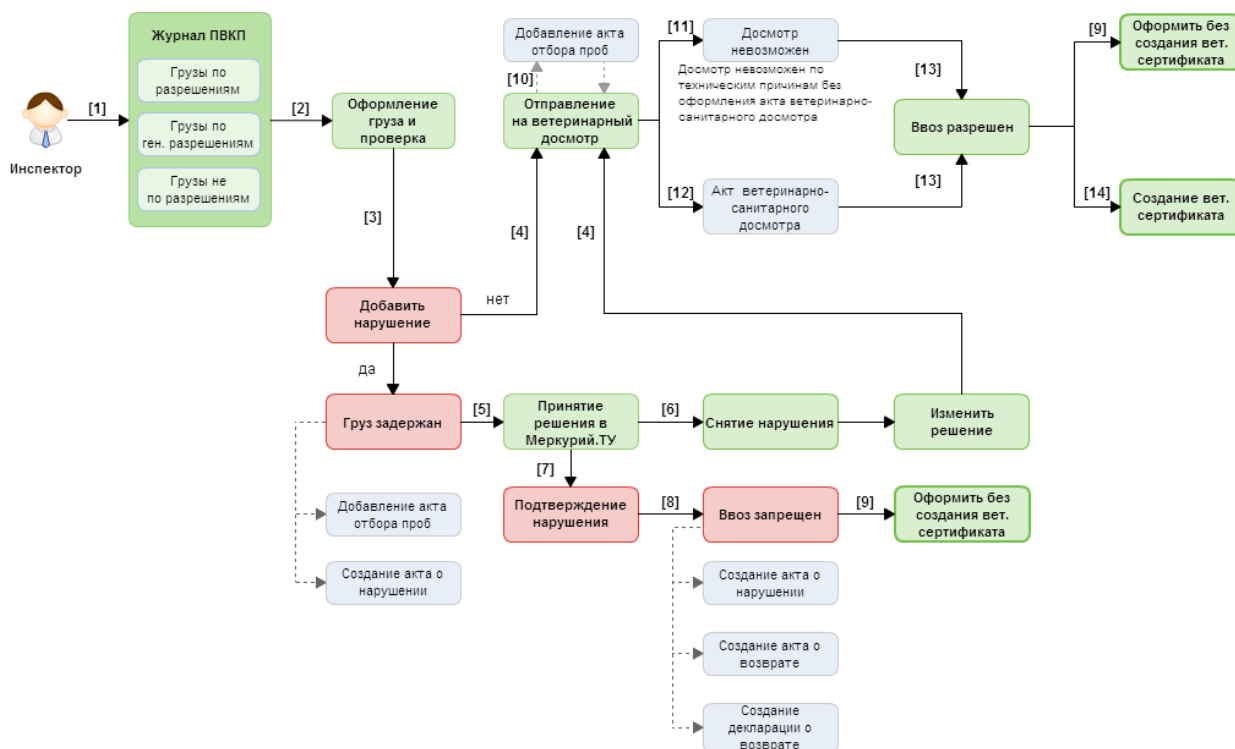 Журнал ПВКП
Грузы по
разрешениям
Грузы по
ген. разрешениям
Грузы не
по разрешениям
Инспектор
[1]
[2]
Оформление
груза и
проверка
[3]
Добавить
нарушение
нет
да
[4]
[4]
Добавление акта
отбора проб
[10]
Отправление
на ветеринарный
досмотр
[11]
Досмотр
невозможен
Досмотр невозможен по
техническим причинам без
оформления акта ветеринарно-
санитарного досмотра
[12]
Акт ветеринарно-
санитарного
досмотра
[13]
[13]
Ввоз разрешен
[9]
Оформить без
создания вет.
сертификата
[14]
Создание вет.
сертификата
Груз задержан
[5]
Принятие
решения в
Меркурий.ТУ
[6]
Снятие нарушения
Изменить
решение
[7]
Подтверждение
нарушения
[8]
Ввоз запрещен
[9]
Оформить без
создания вет.
сертификата
Добавление акта
отбора проб
Создание акта о
нарушении
Создание акта о
нарушении
Создание акта о
возврате
Создание
декларации о
возврате